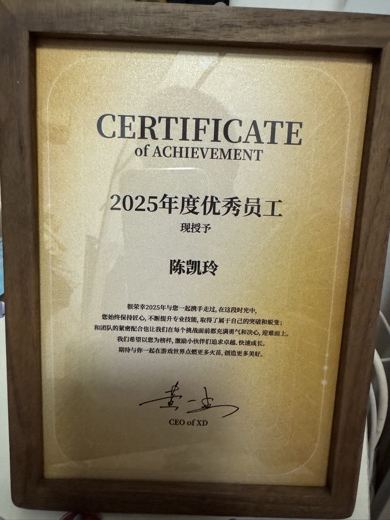 CERTIFICATE
of ACHIEVEMENT
2025年度优秀员工
现授予
陈凯玲
很荣幸2025年与您一起携手走过,在这段时光中,
您始终保持匠心,不断提升专业技能,取得了属于自己的突破和蜕变;
和团队的紧密配合也让我们在每个挑战面前都充满勇气和决心,迎难而上。
我们希望以您为榜样,激励小伙伴们追求卓越,快速成长。
期待与你一起在游戏世界点燃更多火苗,创造更多美好。
CEO of XD